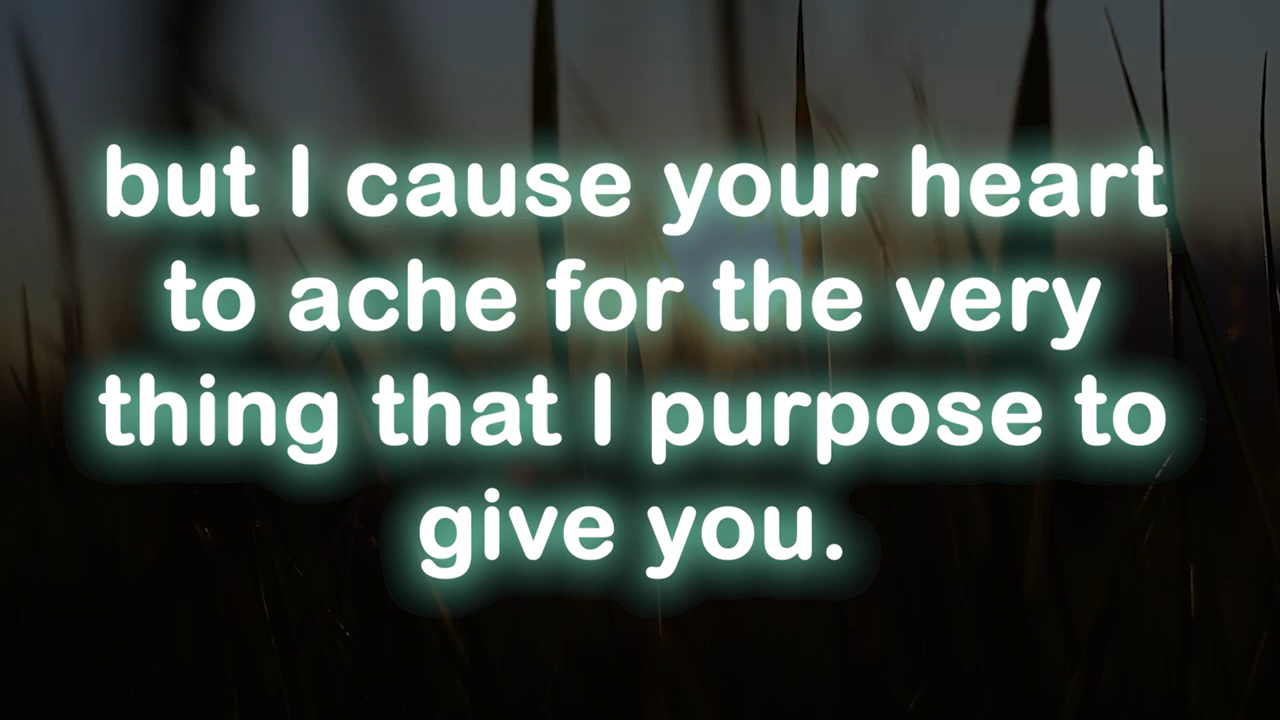 but I cause your heart
to ache for the very
thing that I purpose to
give you.